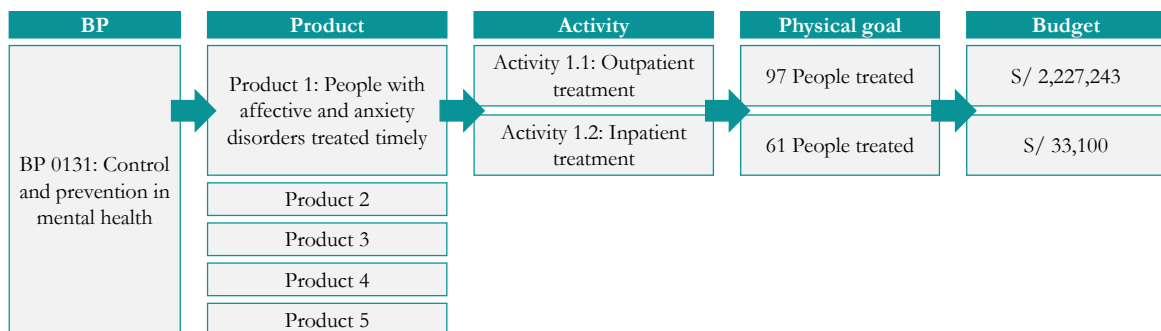 BP
Product
Activity
Physical goal
Budget
BP 0131: Control
and prevention in
mental health
Product 1: People with
affective and anxiety
disorders treated timely
Product 2
Product 3
Product 4
Product 5
Activity 1.1: Outpatient
treatment
Activity 1.2: Inpatient
treatment
97 People treated
61 People treated
S/ 2,227,243
S/ 33,100